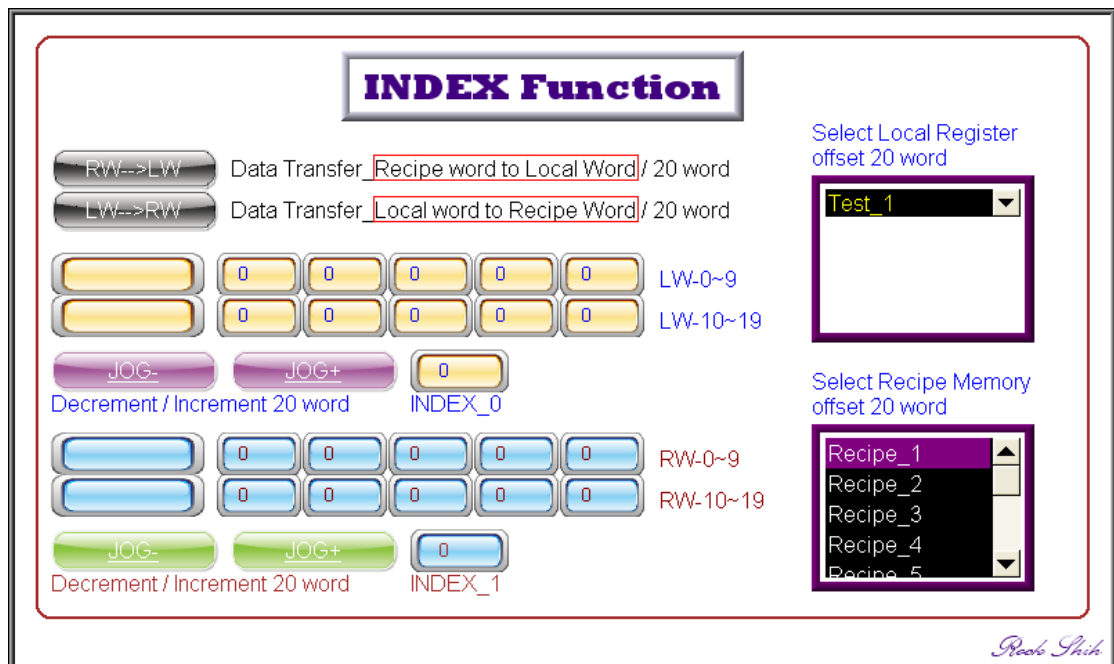 INDEX Function
RW-->LW Data Transfer_Recipe word to Local Word / 20 word
LW-->RW Data Transfer_Local word to Recipe Word / 20 word
0 0 0 0 0 LW-0~9
0 0 0 0 0 LW-10~19
JOG- JOG+ 0
Decrement / Increment 20 word INDEX_0
0 0 0 0 0 RW-0~9
0 0 0 0 0 RW-10~19
JOG- JOG+ 0
Decrement / Increment 20 word INDEX_1
Select Local Register
offset 20 word
Test_1
Select Recipe Memory
offset 20 word
Recipe_1
Recipe_2
Recipe_3
Recipe_4
Recipe_5
Rock Shih